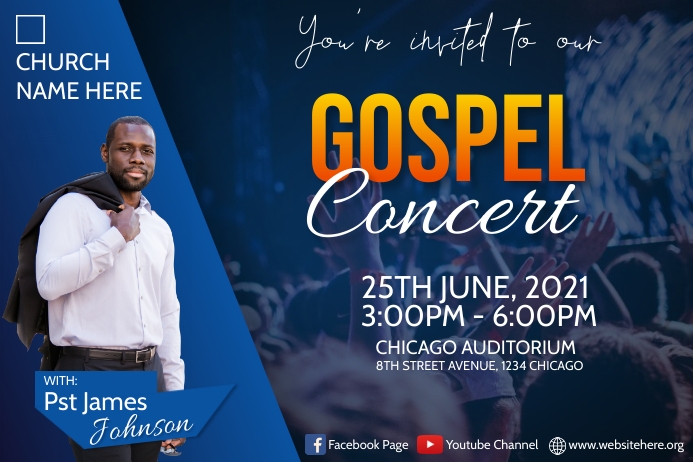 CHURCH
NAME HERE
You're invited to our
GOSPEL
Concert
25TH JUNE, 2021
3:00PM - 6:00PM
CHICAGO AUDITORIUM
8TH STREET AVENUE, 1234 CHICAGO
WITH:
Pst James
Johnson
Facebook Page
Youtube Channel
www.websitehere.org